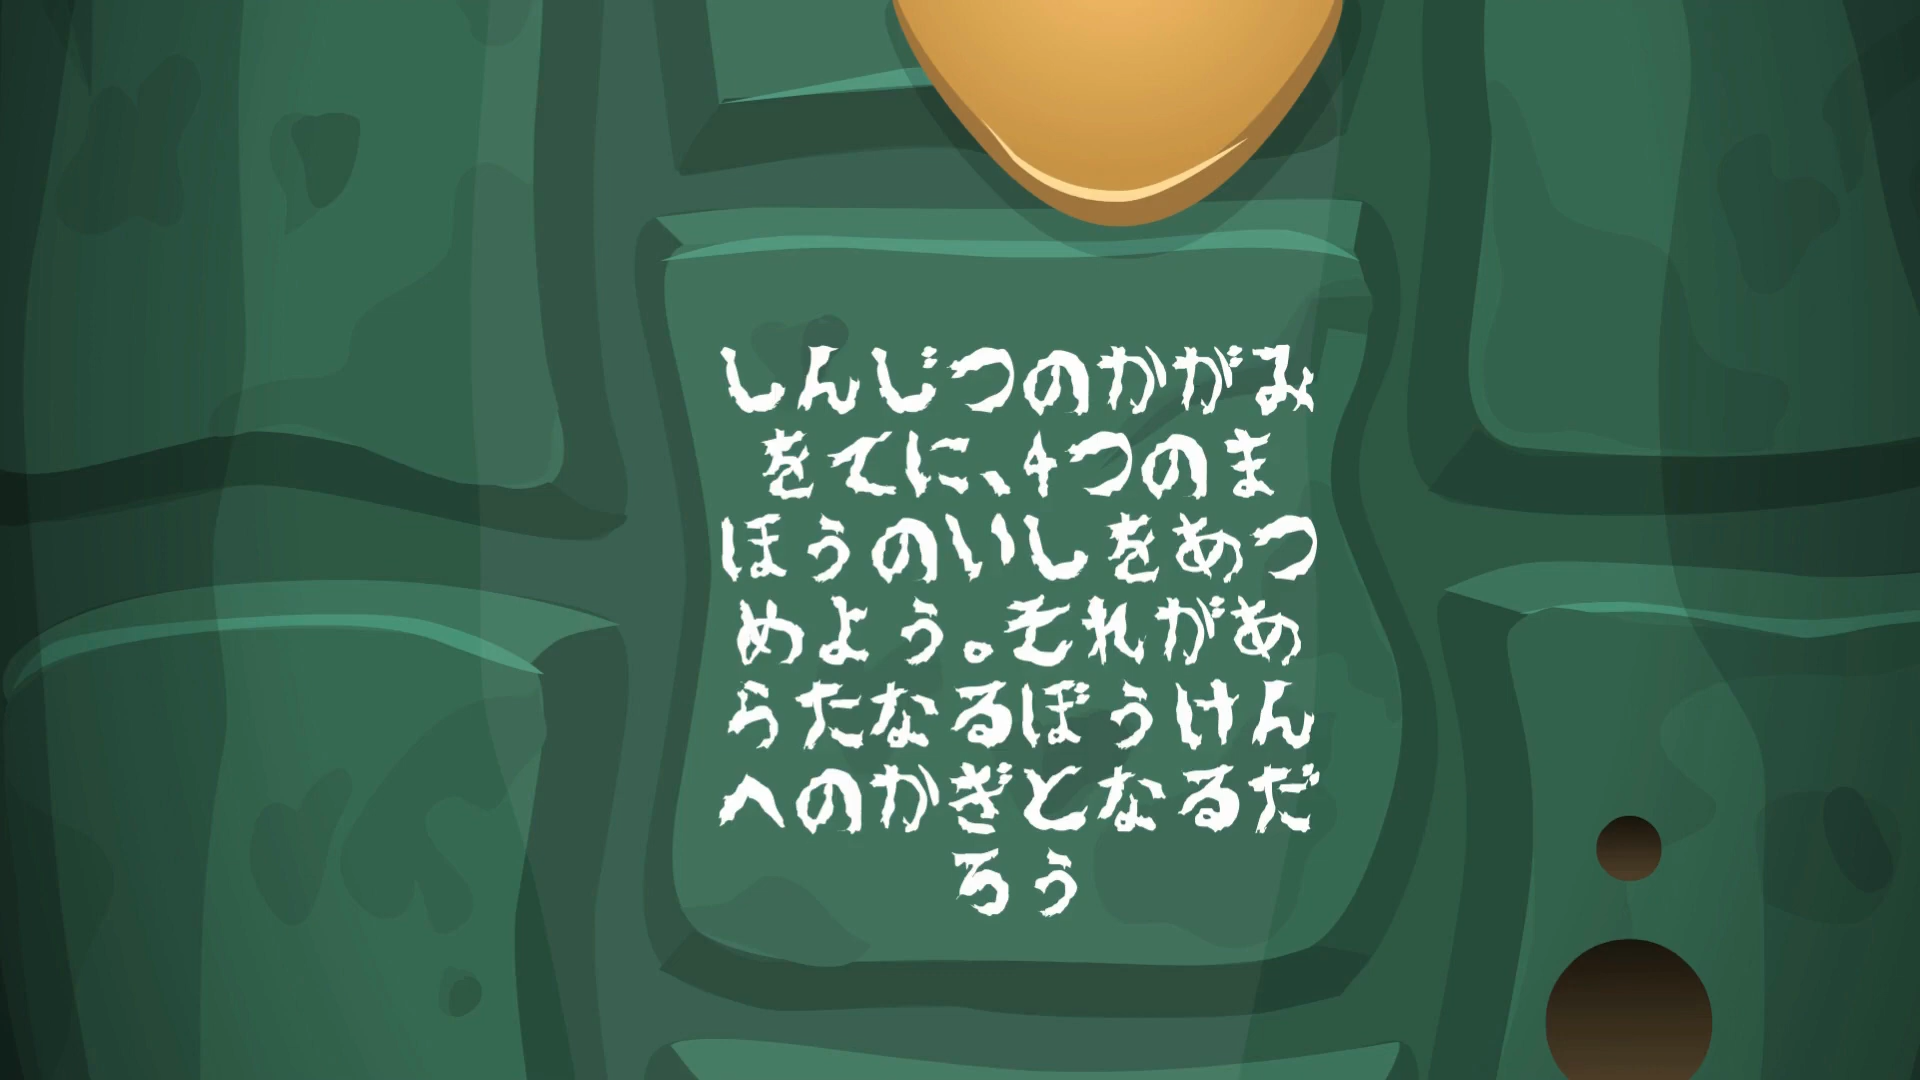 しんじつのかがみ
をてに、4つのま
ほうのいしをあつ
めよう。それがあ
らたなるぼうけん
へのかぎとなるだ
ろう